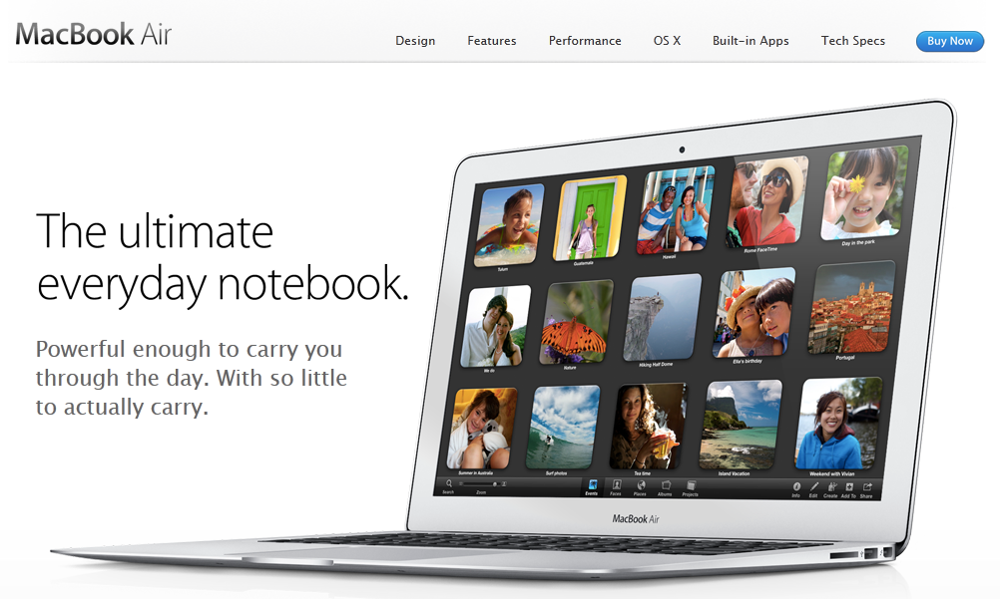 MacBook Air
Design Features Performance OS X Built-in Apps Tech Specs Buy Now
The ultimate
everyday notebook.
Powerful enough to carry you
through the day. With so little
to actually carry.
Tulum Guatemala Hawaii Rome FaceTime Day in the park
We do Nature Hiking Half Dome Ella's birthday Portugal
Summer in Australia Surf photos Tea time Island Vacation Weekend with Vivian
Search Zoom Events Faces Places Albums Projects Info Edit Create Add To Share
MacBook Air